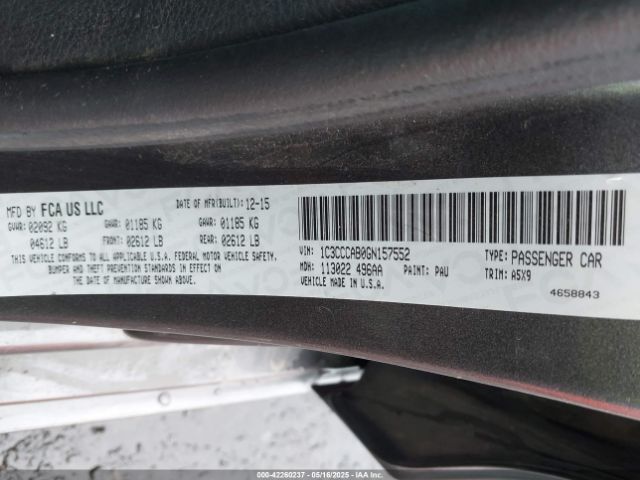 MFD BY FCA US LLC DATE OF MFR(BUILT): 12-15
GVWR: 02092 KG GAWR: 01185 KG GAWR: 01185 KG
04612 LB FRONT: 02612 LB REAR: 02612 LB
THIS VEHICLE CONFORMS TO ALL APPLICABLE U.S.A. FEDERAL MOTOR VEHICLE SAFETY,
BUMPER, AND THEFT PREVENTION STANDARDS IN EFFECT ON
THE DATE OF MANUFACTURE SHOWN ABOVE.
VIN: 1C3CCCAB0GN157552 TYPE: PASSENGER CAR
MDH: 113022 496AA PAINT: PAU TRIM: ASX9
VEHICLE MADE IN U.S.A. 4658843
000-42260237 - 05/16/2025 - IAAI.COM